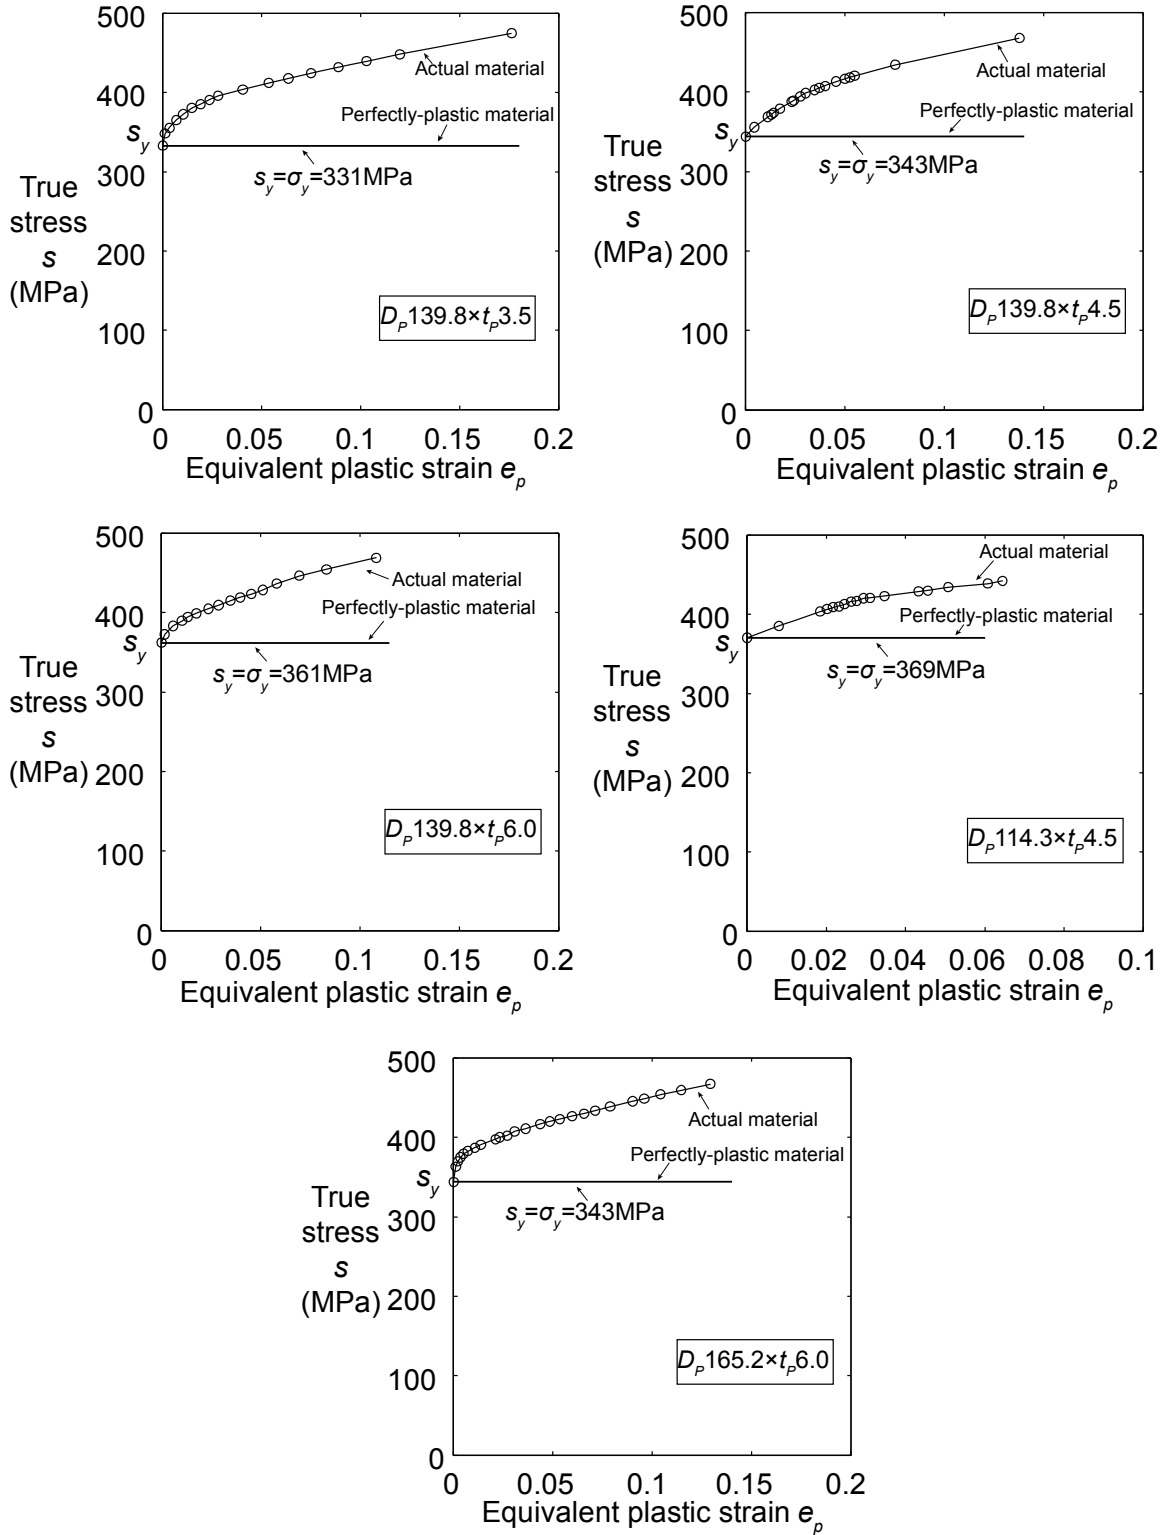 500
400
s_y
300
200
100
0
True
stress
s
(MPa)
Actual material
Perfectly-plastic material
s_y=σ_y=331MPa
D_P139.8×t_P3.5
0 0.05 0.1 0.15 0.2
Equivalent plastic strain e_p
500
400
s_y
300
200
100
0
True
stress
s
(MPa)
Actual material
Perfectly-plastic material
s_y=σ_y=343MPa
D_P139.8×t_P4.5
0 0.05 0.1 0.15 0.2
Equivalent plastic strain e_p
500
400
s_y
300
200
100
0
True
stress
s
(MPa)
Actual material
Perfectly-plastic material
s_y=σ_y=361MPa
D_P139.8×t_P6.0
0 0.05 0.1 0.15 0.2
Equivalent plastic strain e_p
500
400
s_y
300
200
100
0
True
stress
s
(MPa)
Actual material
Perfectly-plastic material
s_y=σ_y=369MPa
D_P114.3×t_P4.5
0 0.02 0.04 0.06 0.08 0.1
Equivalent plastic strain e_p
500
400
s_y
300
200
100
0
True
stress
s
(MPa)
Actual material
Perfectly-plastic material
s_y=σ_y=343MPa
D_P165.2×t_P6.0
0 0.05 0.1 0.15 0.2
Equivalent plastic strain e_p